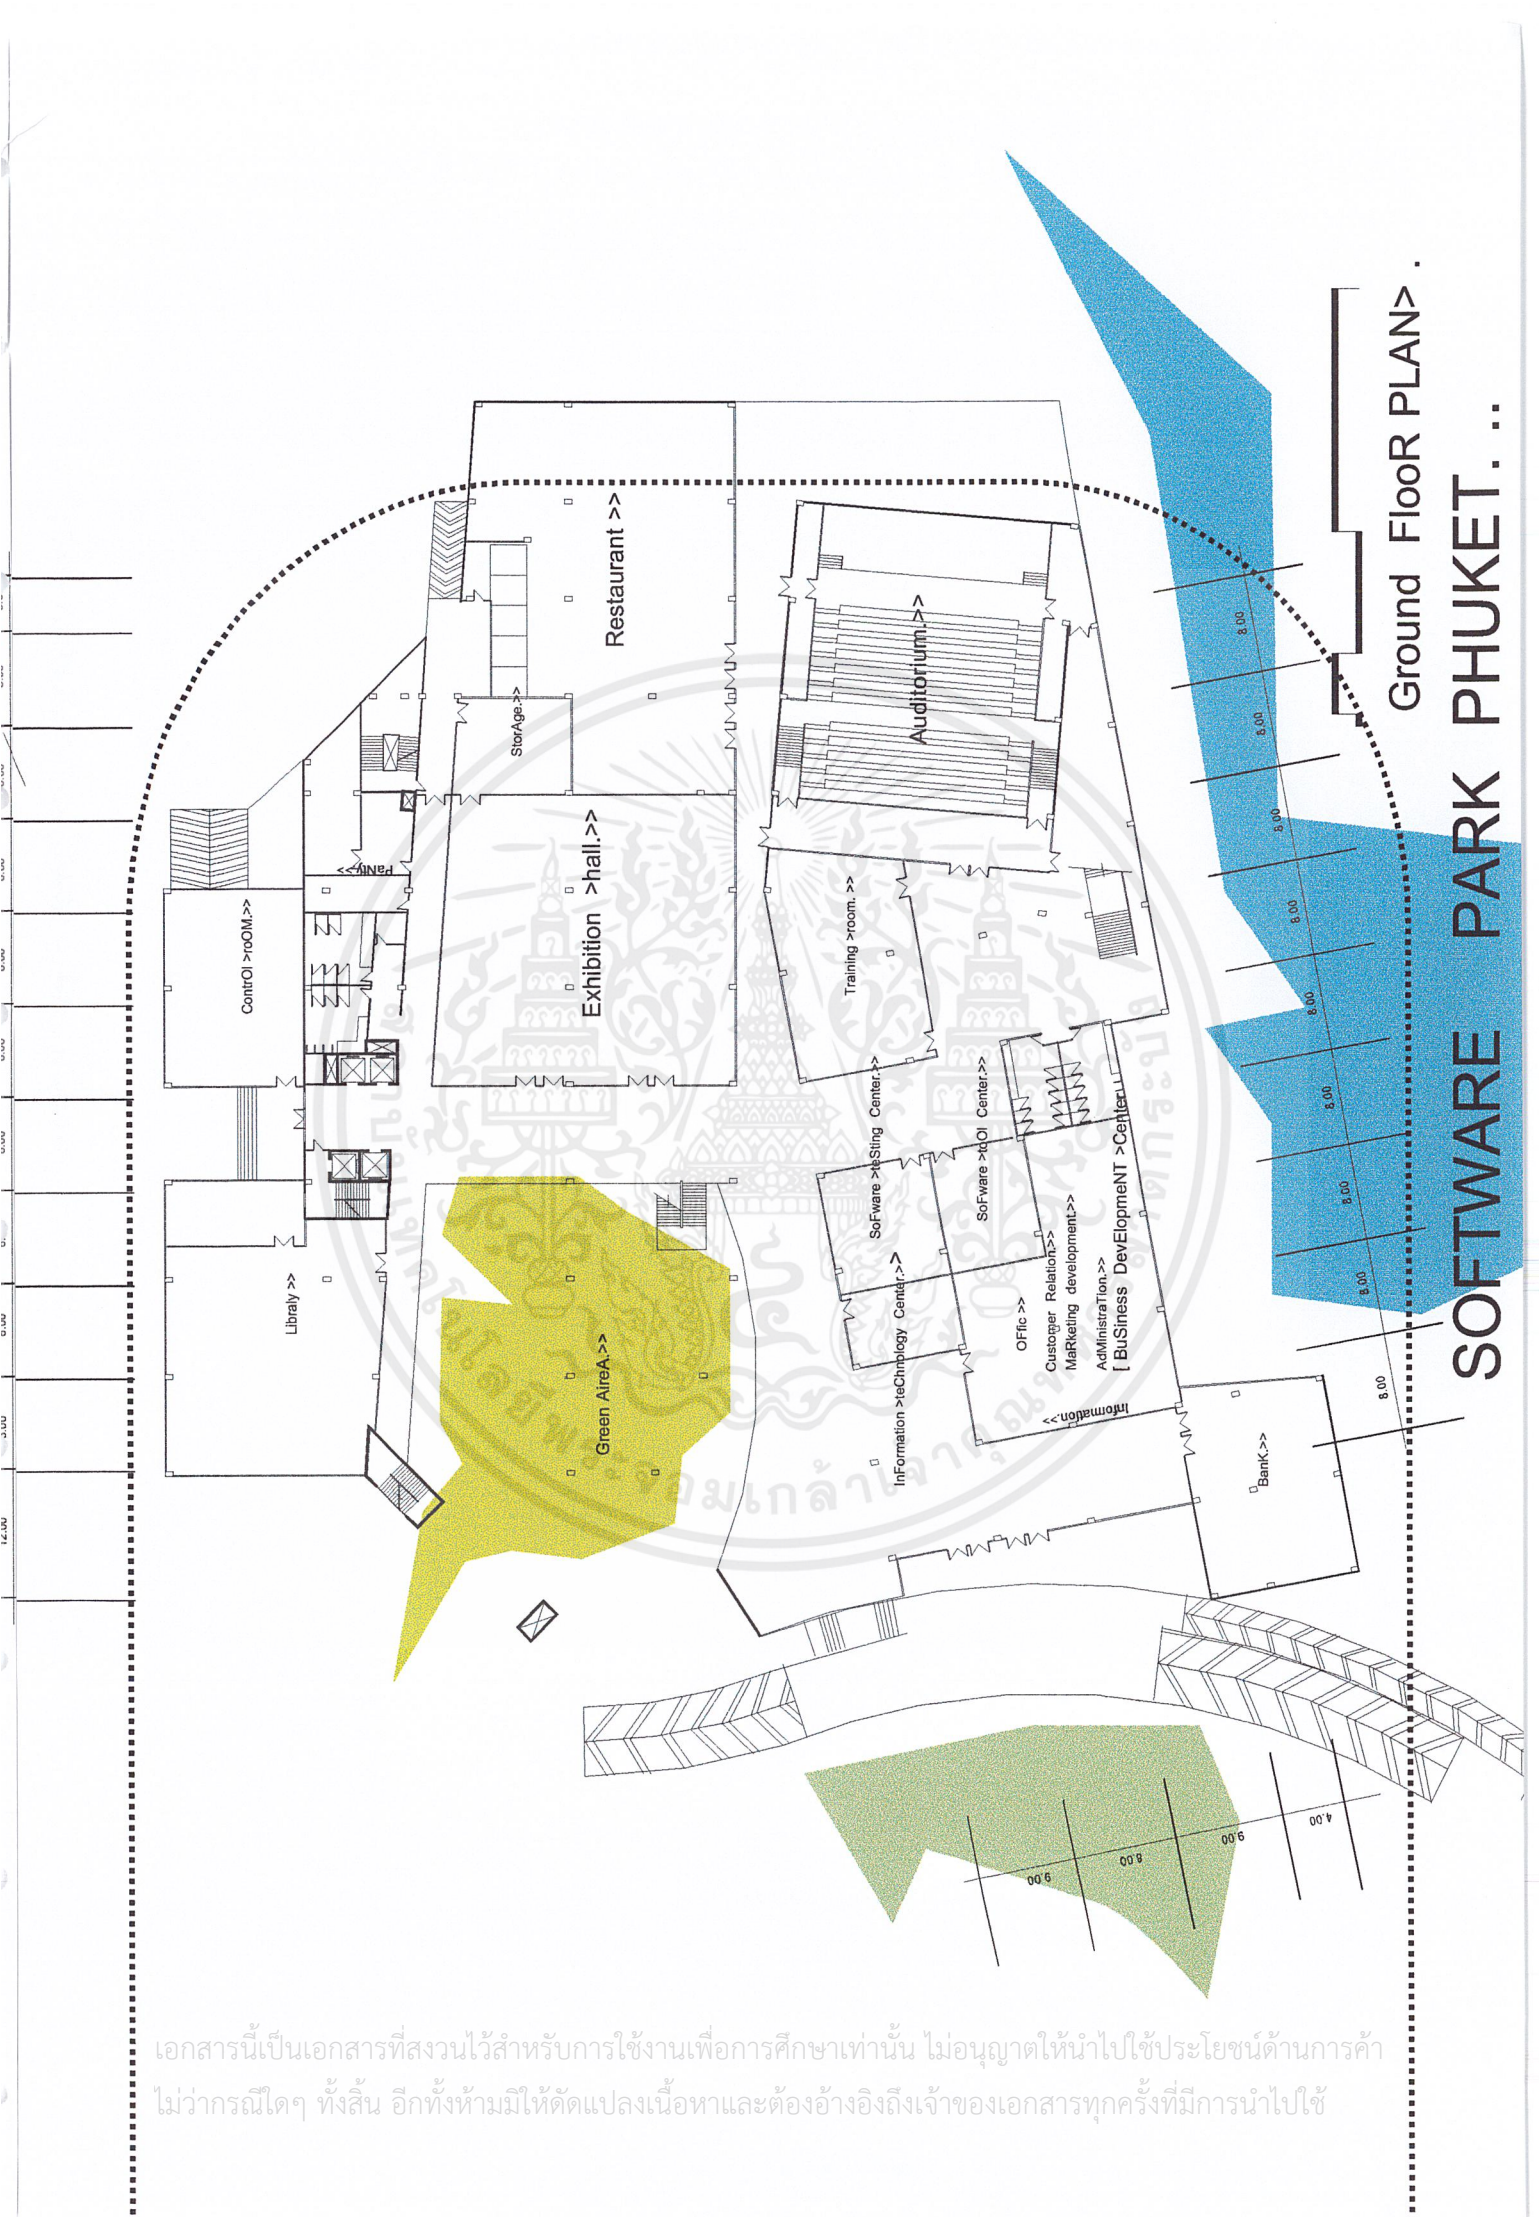 SOFTWARE PARK PHUKET. . .
Ground FlooR PLAN> .
Restaurant >>
StorAge.>>
Auditorium.>>
PaNty>>
ContrOl >roOM.>>
Exhibition >hall.>>
Training >room. >>
SoFware >teSting Center.>>
SoFware >toOl Center.>>
InFormation >teChnology Center.>>
OFfic >>
Customer Relation.>>
MaRketing development.>>
AdMinistraTion.>>
[ BuSiness DevElopmeNT >Center
Information.>>
BanK.>>
Libraly >>
Green AireA.>>
8.00
8.00
8.00
8.00
8.00
8.00
8.00
8.00
8.00
9.00
8.00
9.00
4.00
12.00
เอกสารนี้เป็นเอกสารที่สงวนไว้สำหรับการใช้งานเพื่อการศึกษาเท่านั้น ไม่อนุญาตให้นำไปใช้ประโยชน์ด้านการค้า
ไม่ว่ากรณีใดๆ ทั้งสิ้น อีกทั้งห้ามมิให้ดัดแปลงเนื้อหาและต้องอ้างอิงถึงเจ้าของเอกสารทุกครั้งที่มีการนำไปใช้